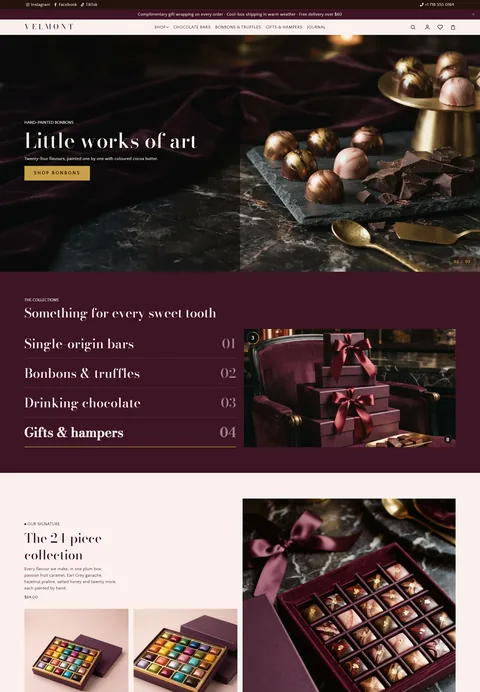 Instagram Facebook TikTok
+1 718 555 0164
Complimentary gift wrapping on every order · Cool-box shipping in warm weather · Free delivery over $60
VELMONT
SHOP CHOCOLATE BARS BONBONS & TRUFFLES GIFTS & HAMPERS JOURNAL
HAND-PAINTED BONBONS
Little works of art
Twenty-four flavours, painted one by one with coloured cocoa butter.
SHOP BONBONS
THE COLLECTIONS
Something for every sweet tooth
Single-origin bars 01
Bonbons & truffles 02
Drinking chocolate 03
Gifts & hampers 04
OUR SIGNATURE
The 24-piece
collection
Every flavour we make, in one plum box:
passion fruit caramel, Earl Grey ganache,
hazelnut praline, salted honey and twenty more,
each painted by hand.
$84.00